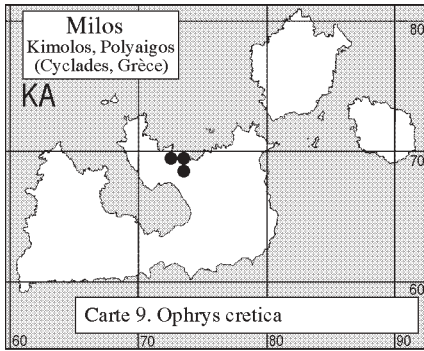 Milos
Kimolos, Polyaigos
(Cyclades, Grèce)
KA
80
70
60
Carte 9. Ophrys cretica
60
70
80
90